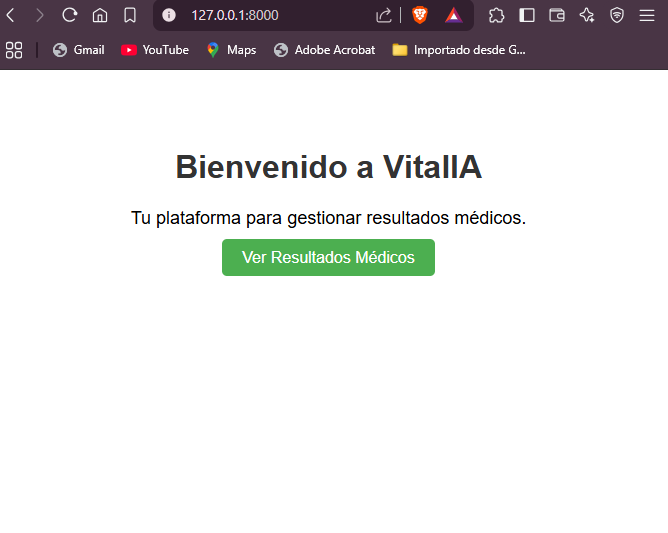 127.0.0.1:8000
Gmail YouTube Maps Adobe Acrobat Importado desde G...
Bienvenido a VitalIA
Tu plataforma para gestionar resultados médicos.
Ver Resultados Médicos